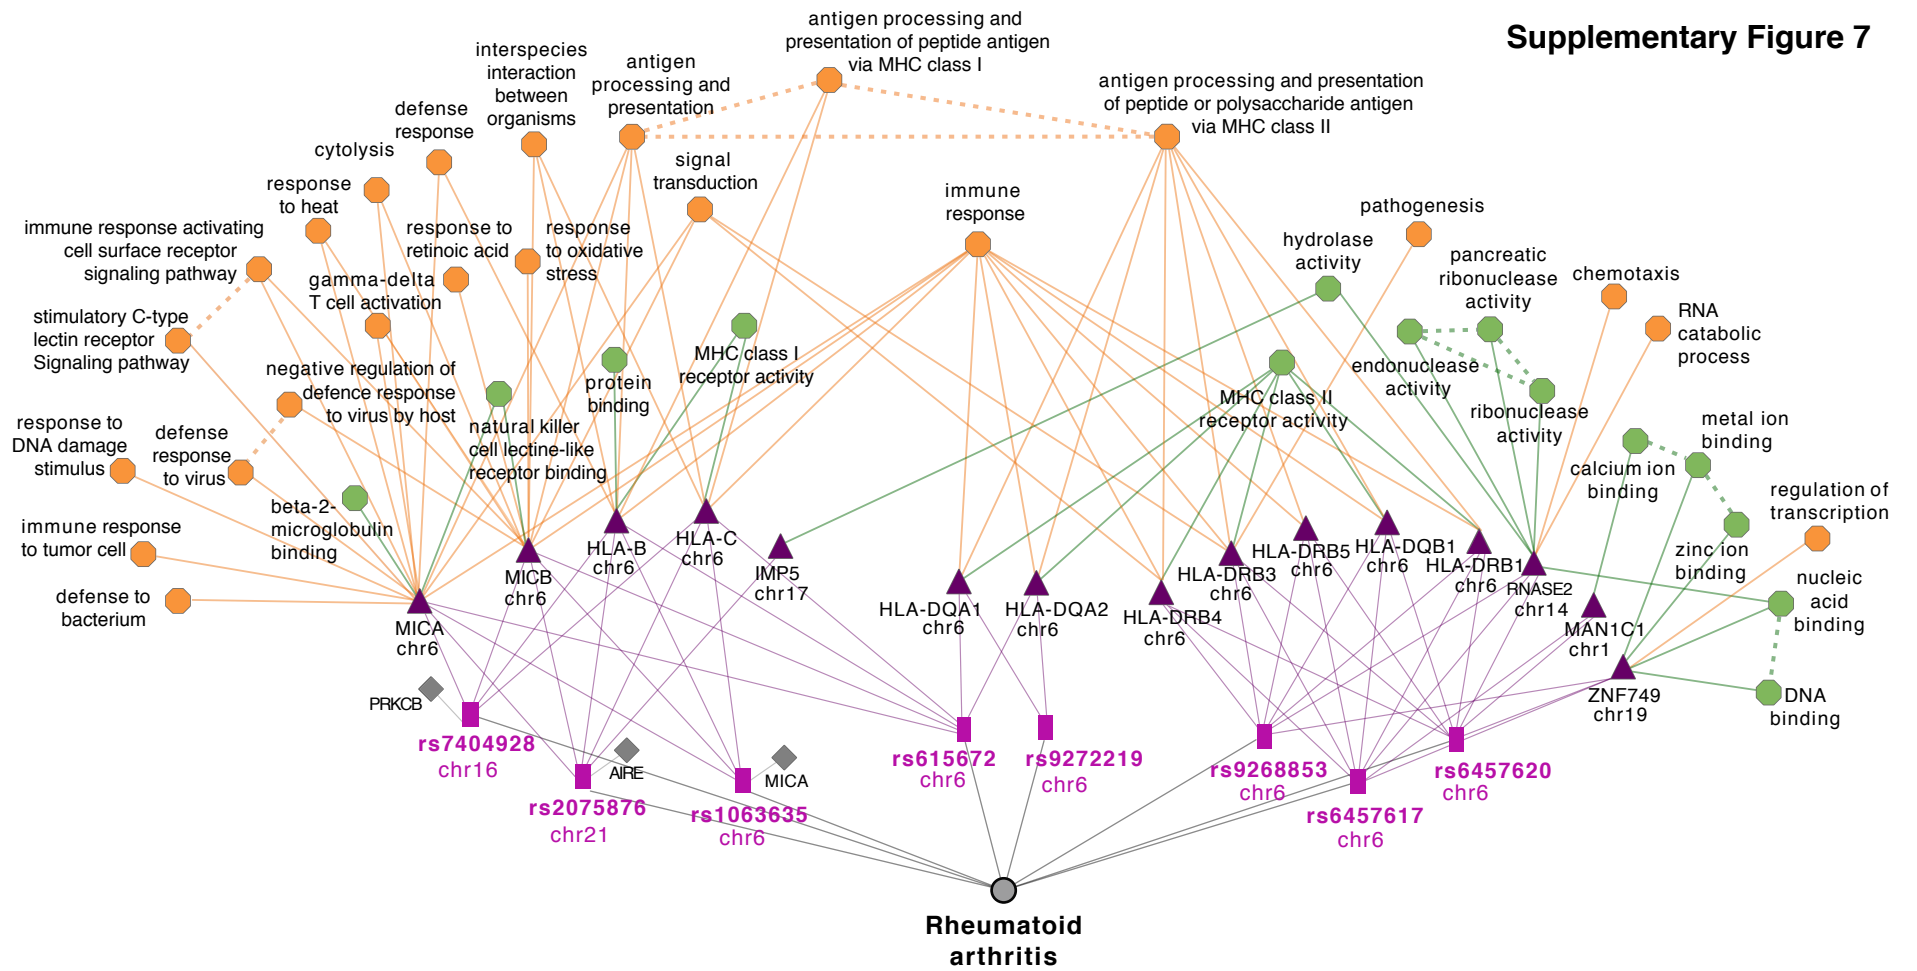 Supplementary Figure 7
antigen processing and
presentation of peptide antigen
via MHC class I
interspecies
interaction
between
organisms
antigen
processing and
presentation
antigen processing and presentation
of peptide or polysaccharide antigen
via MHC class II
defense
response
cytolysis
signal
transduction
response
to heat
immune
response
pathogenesis
immune response activating
cell surface receptor
signaling pathway
response to
retinoic acid
response
to oxidative
stress
hydrolase
activity
pancreatic
ribonuclease
activity
chemotaxis
gamma-delta
T cell activation
RNA
catabolic
process
stimulatory C-type
lectin receptor
Signaling pathway
MHC class I
receptor activity
negative regulation of
defence response
to virus by host
protein
binding
endonuclease
activity
MHC class II
receptor activity
ribonuclease
activity
metal ion
binding
response to
DNA damage
stimulus
defense
response
to virus
natural killer
cell lectine-like
receptor binding
calcium ion
binding
regulation of
transcription
beta-2-
microglobulin
binding
immune response
to tumor cell
zinc ion
binding
defense to
bacterium
nucleic
acid
binding
DNA
binding
MICA
chr6
MICB
chr6
HLA-B
chr6
HLA-C
chr6
IMP5
chr17
HLA-DQA1
chr6
HLA-DQA2
chr6
HLA-DRB4
chr6
HLA-DRB3
chr6
HLA-DRB5
chr6
HLA-DQB1
chr6
HLA-DRB1
chr6
RNASE2
chr14
MAN1C1
chr1
ZNF749
chr19
PRKCB
rs7404928
chr16
AIRE
rs2075876
chr21
MICA
rs1063635
chr6
rs615672
chr6
rs9272219
chr6
rs9268853
chr6
rs6457617
chr6
rs6457620
chr6
Rheumatoid
arthritis